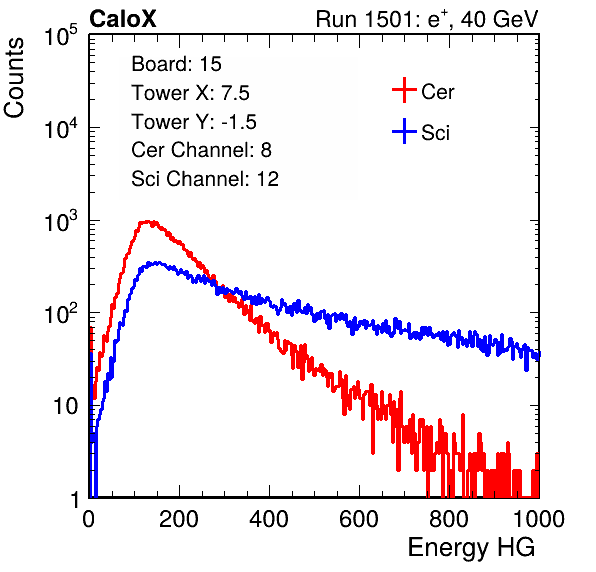 CaloX Run 1501: e⁺, 40 GeV
Counts
Board: 15
Tower X: 7.5
Tower Y: -1.5
Cer Channel: 8
Sci Channel: 12
Cer
Sci
10⁵
10⁴
10³
10²
10
1
0 200 400 600 800 1000
Energy HG